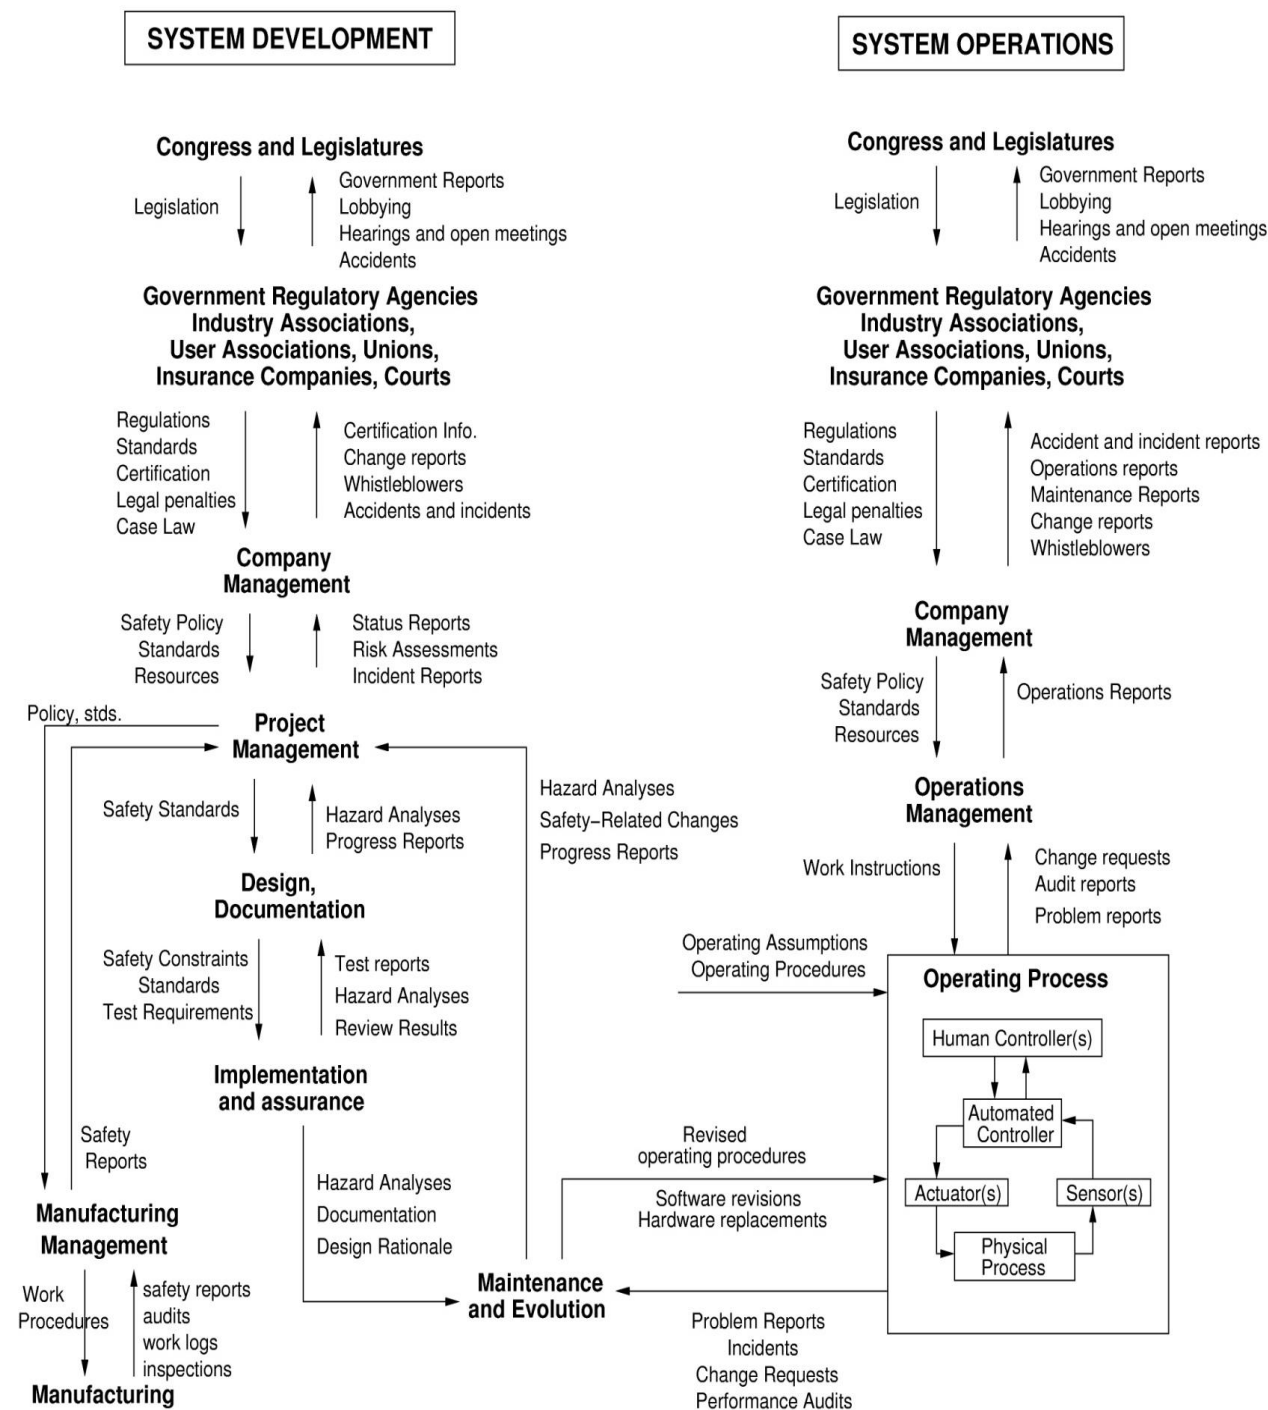 SYSTEM DEVELOPMENT
Congress and Legislatures
Legislation
Government Reports
Lobbying
Hearings and open meetings
Accidents
Government Regulatory Agencies
Industry Associations,
User Associations, Unions,
Insurance Companies, Courts
Regulations
Standards
Certification
Legal penalties
Case Law
Certification Info.
Change reports
Whistleblowers
Accidents and incidents
Company
Management
Safety Policy
Standards
Resources
Status Reports
Risk Assessments
Incident Reports
Policy, stds.
Project
Management
Safety Standards
Hazard Analyses
Progress Reports
Hazard Analyses
Safety-Related Changes
Progress Reports
Design,
Documentation
Safety Constraints
Standards
Test Requirements
Test reports
Hazard Analyses
Review Results
Implementation
and assurance
Safety
Reports
Hazard Analyses
Documentation
Design Rationale
Manufacturing
Management
Work
Procedures
safety reports
audits
work logs
inspections
Manufacturing
Maintenance
and Evolution
SYSTEM OPERATIONS
Congress and Legislatures
Legislation
Government Reports
Lobbying
Hearings and open meetings
Accidents
Government Regulatory Agencies
Industry Associations,
User Associations, Unions,
Insurance Companies, Courts
Regulations
Standards
Certification
Legal penalties
Case Law
Accident and incident reports
Operations reports
Maintenance Reports
Change reports
Whistleblowers
Company
Management
Safety Policy
Standards
Resources
Operations Reports
Operations
Management
Work Instructions
Change requests
Audit reports
Problem reports
Operating Assumptions
Operating Procedures
Operating Process
Human Controller(s)
Automated
Controller
Actuator(s)
Sensor(s)
Physical
Process
Revised
operating procedures
Software revisions
Hardware replacements
Problem Reports
Incidents
Change Requests
Performance Audits